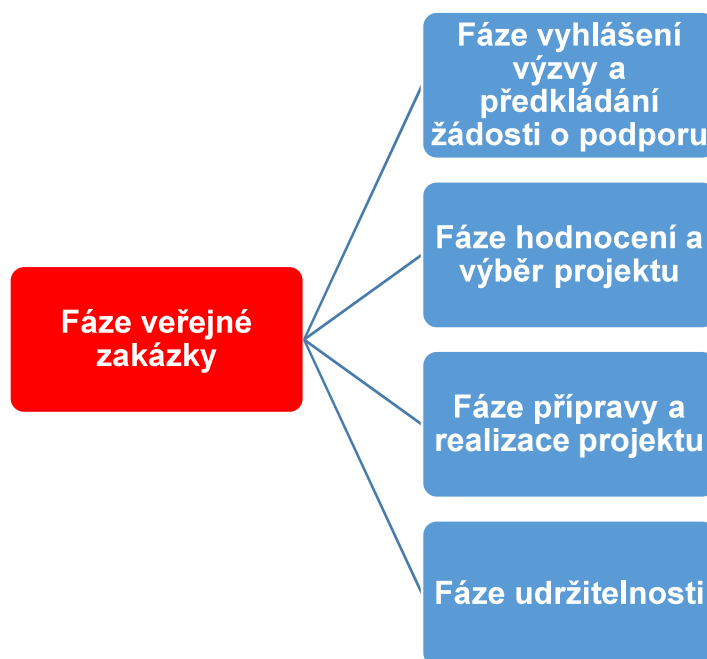 Fáze veřejné
zakázky
Fáze vyhlášení
výzvy a
předkládání
žádosti o podporu
Fáze hodnocení a
výběr projektu
Fáze přípravy a
realizace projektu
Fáze udržitelnosti